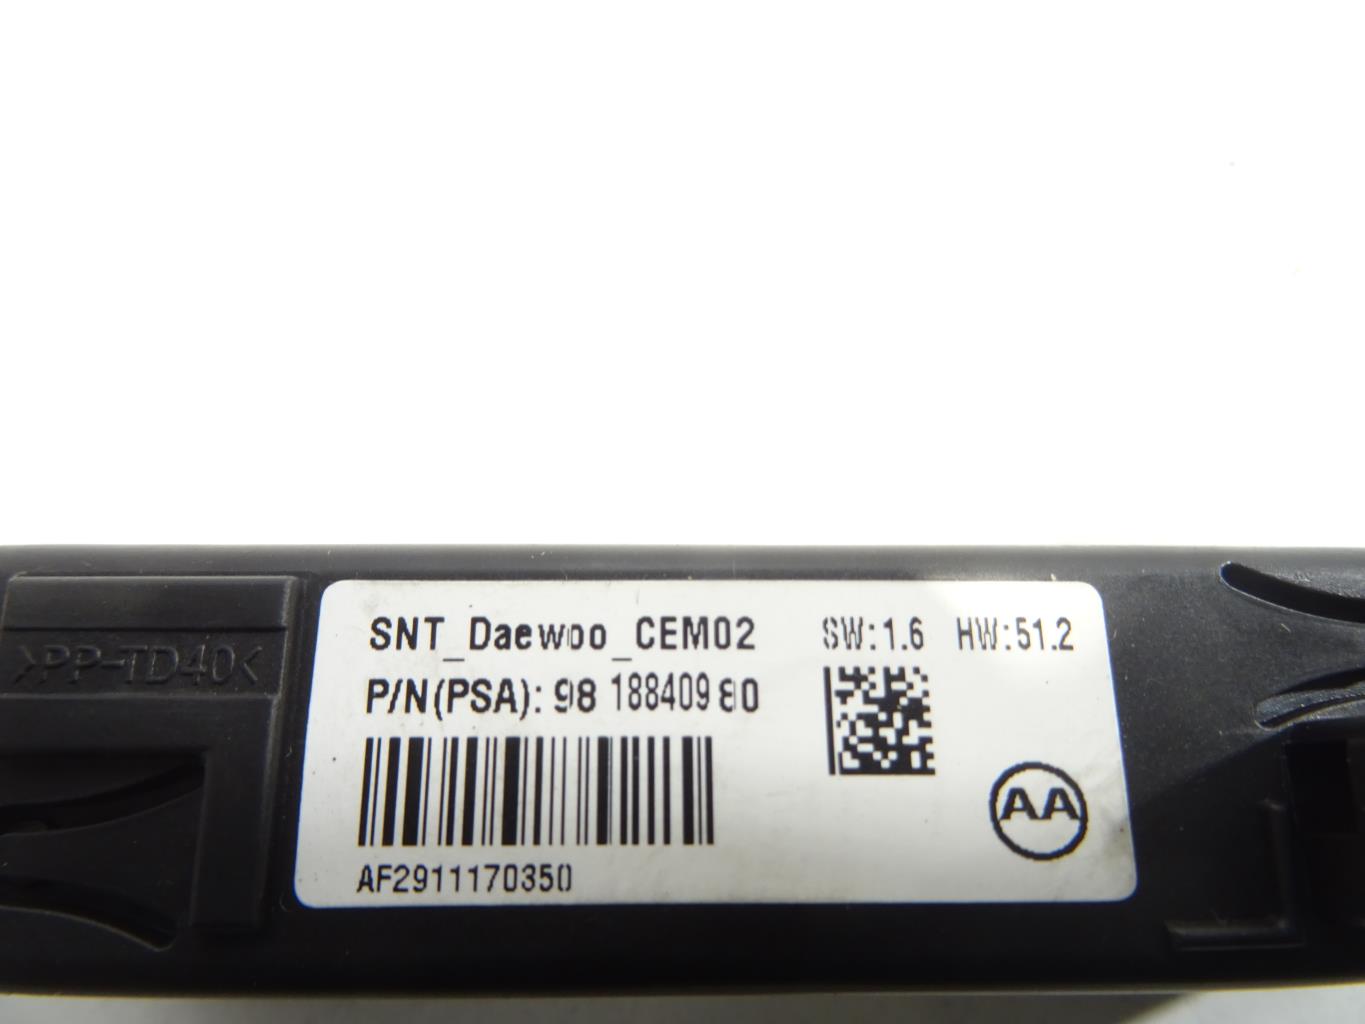 SNT_Daewoo_CEM02 SW:1.6 HW:51.2
P/N(PSA): 98 188409 80
AA
AF2911170350
>PP-TD40<